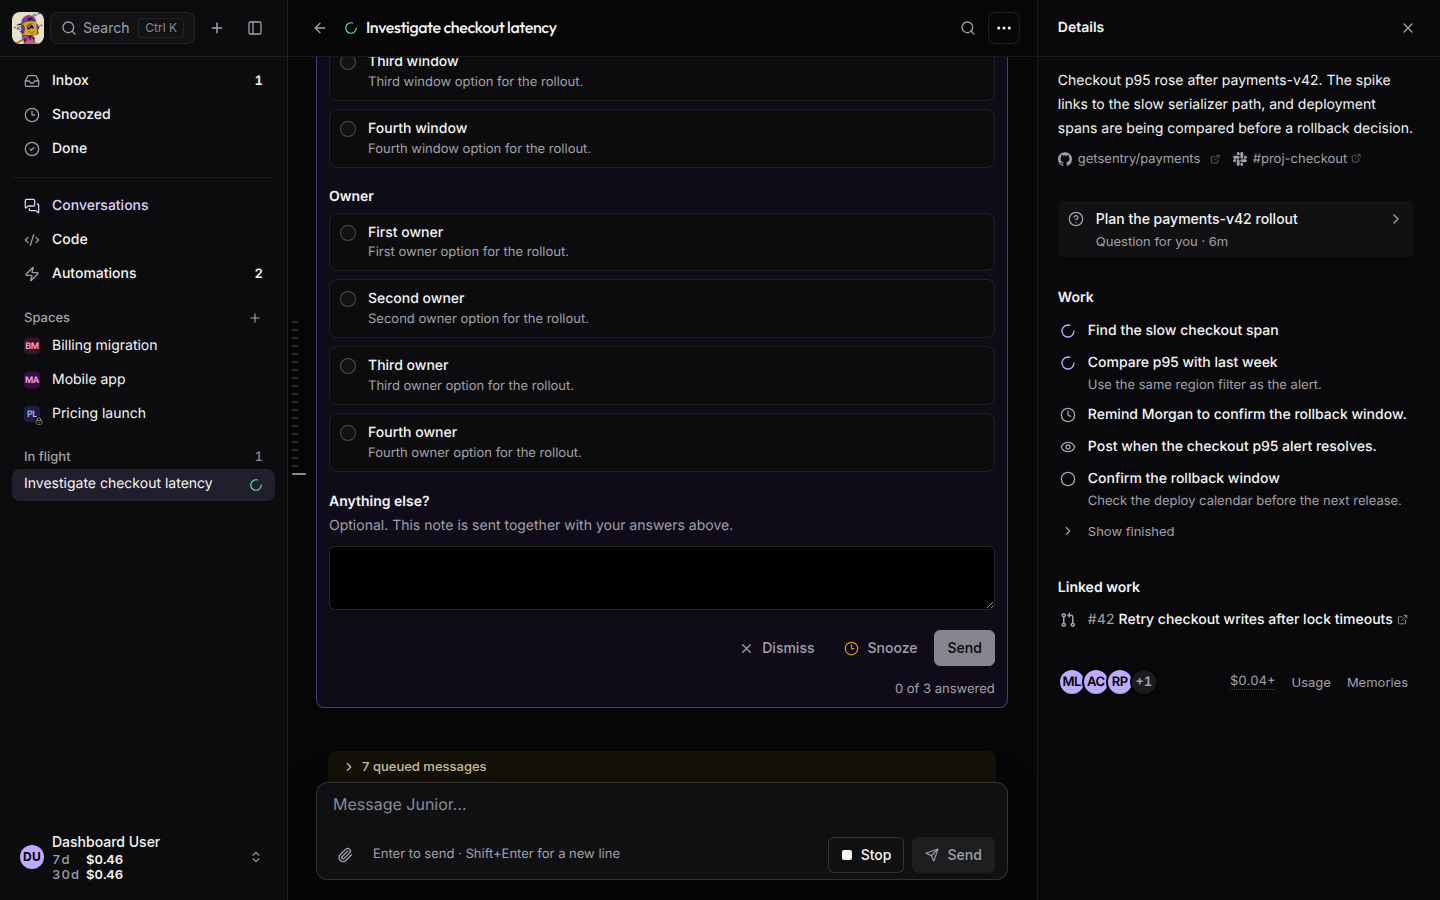 Search Ctrl K
Inbox 1
Snoozed
Done
Conversations
Code
Automations 2
Spaces
BM Billing migration
MA Mobile app
PL Pricing launch
In flight 1
Investigate checkout latency
DU Dashboard User
7d $0.46
30d $0.46
Investigate checkout latency
Third window
Third window option for the rollout.
Fourth window
Fourth window option for the rollout.
Owner
First owner
First owner option for the rollout.
Second owner
Second owner option for the rollout.
Third owner
Third owner option for the rollout.
Fourth owner
Fourth owner option for the rollout.
Anything else?
Optional. This note is sent together with your answers above.
Dismiss Snooze Send
0 of 3 answered
7 queued messages
Message Junior...
Enter to send · Shift+Enter for a new line Stop Send
Details
Checkout p95 rose after payments-v42. The spike
links to the slow serializer path, and deployment
spans are being compared before a rollback decision.
getsentry/payments #proj-checkout
Plan the payments-v42 rollout
Question for you · 6m
Work
Find the slow checkout span
Compare p95 with last week
Use the same region filter as the alert.
Remind Morgan to confirm the rollback window.
Post when the checkout p95 alert resolves.
Confirm the rollback window
Check the deploy calendar before the next release.
Show finished
Linked work
#42 Retry checkout writes after lock timeouts
ML AC RP +1 $0.04+ Usage Memories